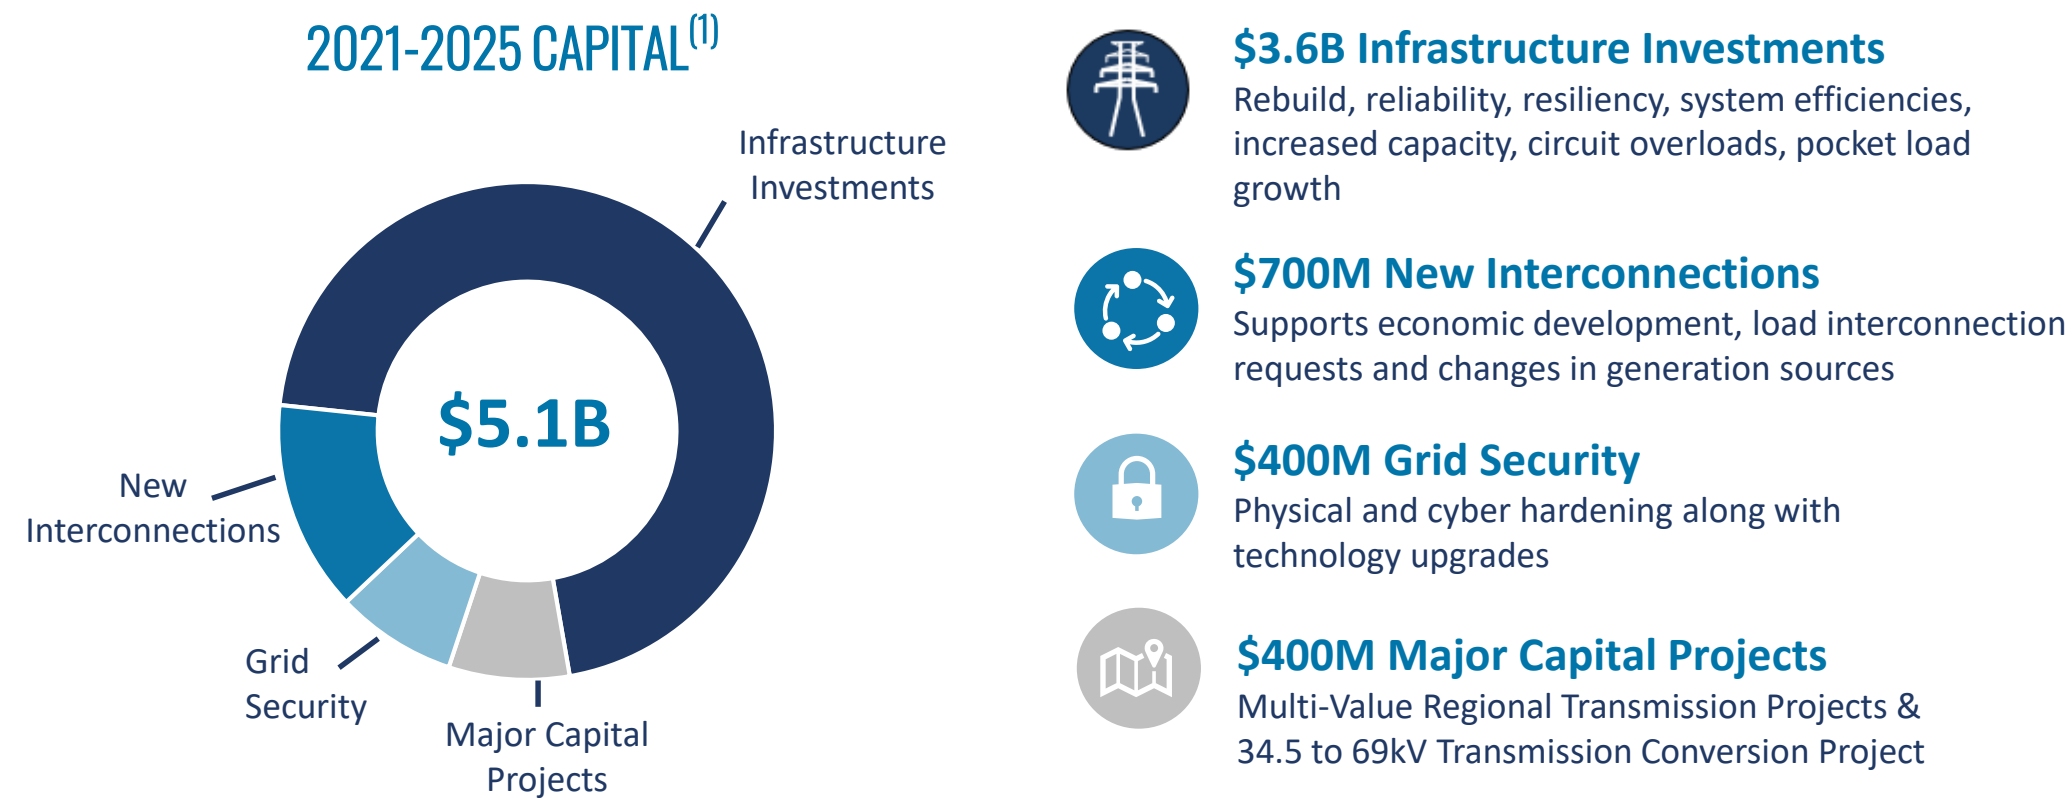 2021-2025 CAPITAL(1)
Infrastructure
Investments
$5.1B
New
Interconnections
Grid
Security
Major Capital
Projects
$3.6B Infrastructure Investments
Rebuild, reliability, resiliency, system efficiencies,
increased capacity, circuit overloads, pocket load
growth
$700M New Interconnections
Supports economic development, load interconnection
requests and changes in generation sources
$400M Grid Security
Physical and cyber hardening along with
technology upgrades
$400M Major Capital Projects
Multi-Value Regional Transmission Projects &
34.5 to 69kV Transmission Conversion Project